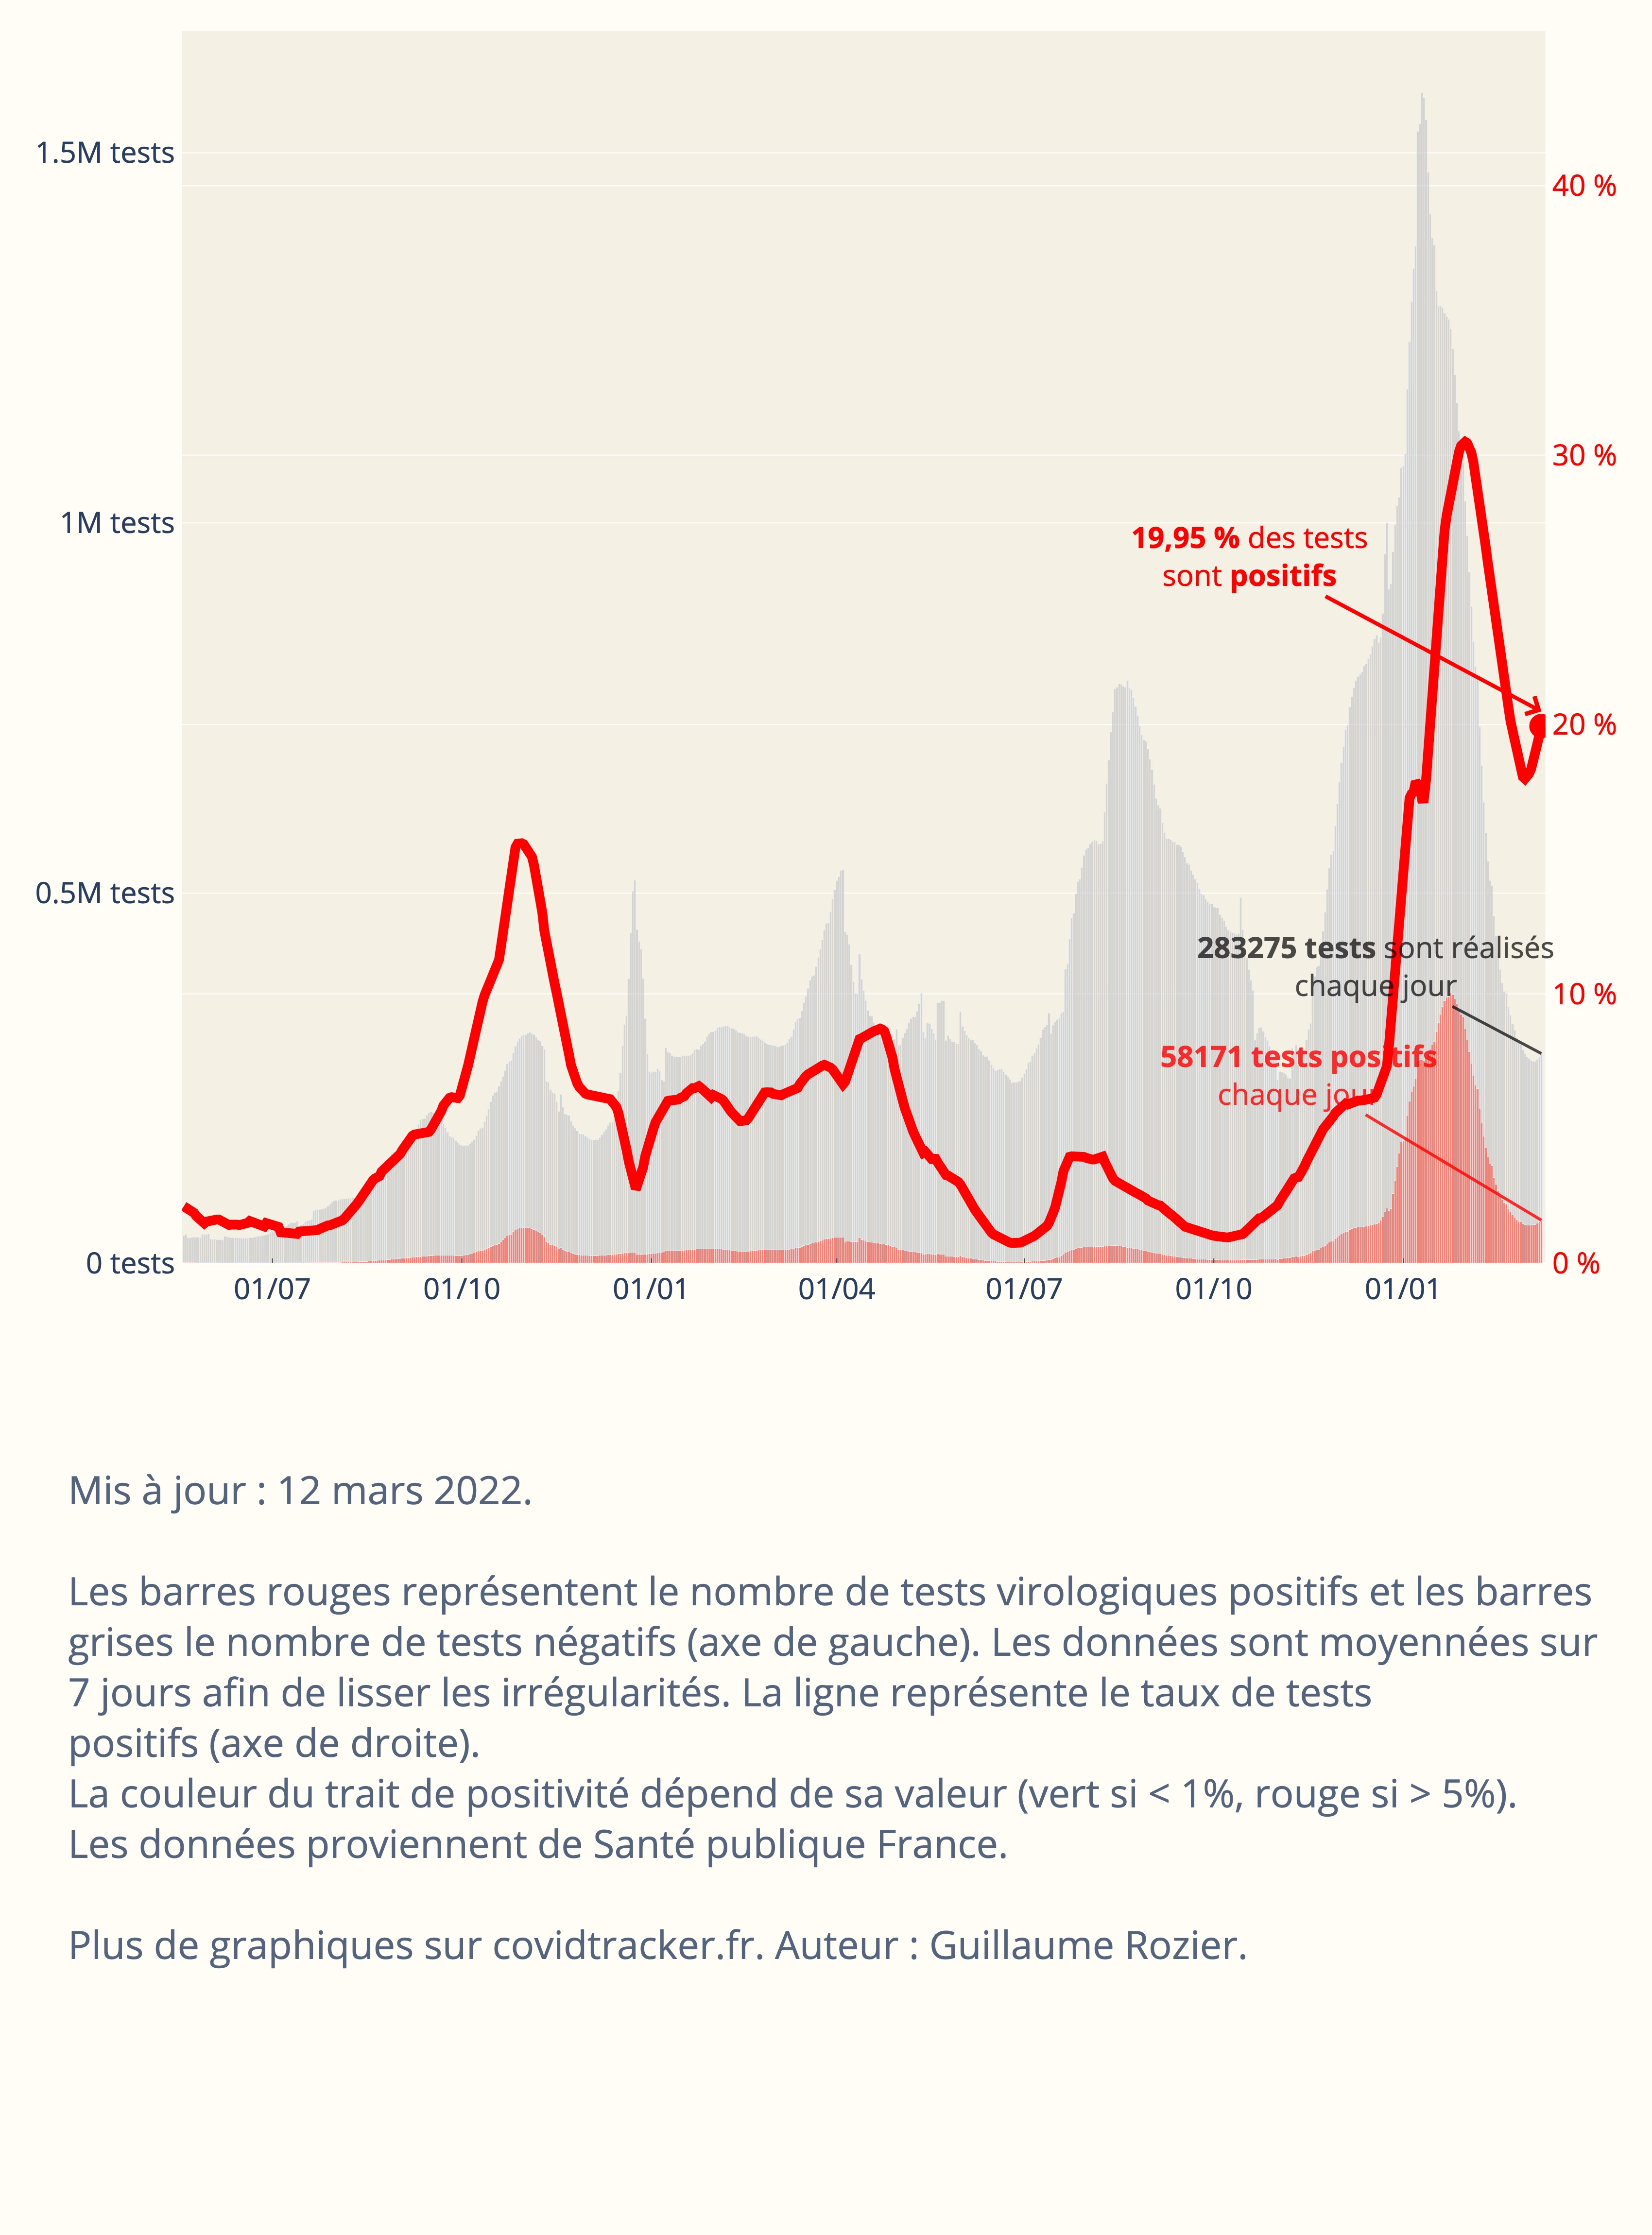 1.5M tests
40 %
30 %
1M tests
19,95 % des tests
sont positifs
20 %
0.5M tests
283275 tests sont réalisés
chaque jour
10 %
58171 tests positifs
chaque jour
0 tests
0 %
01/07
01/10
01/01
01/04
01/07
01/10
01/01
Mis à jour : 12 mars 2022.
Les barres rouges représentent le nombre de tests virologiques positifs et les barres
grises le nombre de tests négatifs (axe de gauche). Les données sont moyennées sur
7 jours afin de lisser les irrégularités. La ligne représente le taux de tests
positifs (axe de droite).
La couleur du trait de positivité dépend de sa valeur (vert si < 1%, rouge si > 5%).
Les données proviennent de Santé publique France.
Plus de graphiques sur covidtracker.fr. Auteur : Guillaume Rozier.